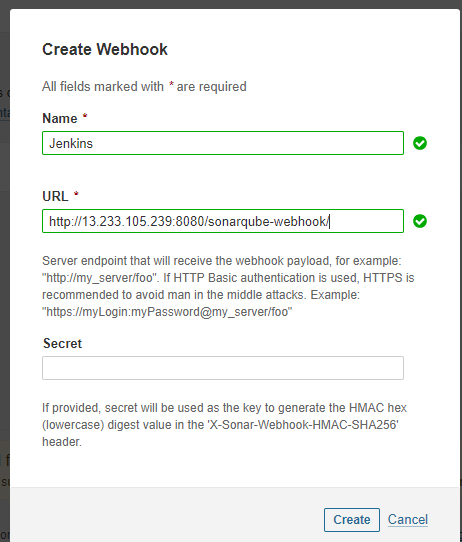 Create Webhook
All fields marked with * are required
Name *
Jenkins
URL *
http://13.233.105.239:8080/sonarqube-webhook/
Server endpoint that will receive the webhook payload, for example:
"http://my_server/foo". If HTTP Basic authentication is used, HTTPS is
recommended to avoid man in the middle attacks. Example:
"https://myLogin:myPassword@my_server/foo"
Secret
If provided, secret will be used as the key to generate the HMAC hex
(lowercase) digest value in the 'X-Sonar-Webhook-HMAC-SHA256'
header.
Create Cancel